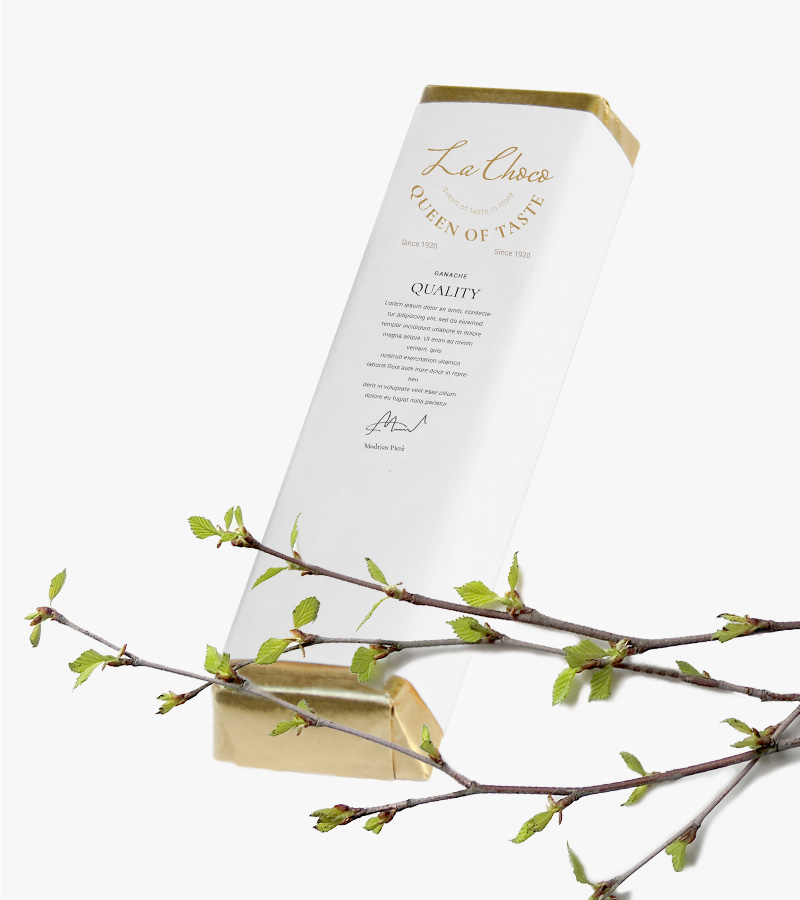 La Choco
queen of taste in more
QUEEN OF TASTE
Since 1920
Since 1920
GANACHE
QUALITY
Lorem ipsum dolor sit amet, consecte-
tur adipiscing elit, sed do eiusmod
tempor incididunt utlabore et dolore
magna aliqua. Ut enim ad minim
veniam, quis
nostrud exercitation ullamco
laboris Duis aute irure dolor in repre-
hen
derit in voluptate velit esse cillum
dolore eu fugiat nulla pariatur
Modrian Pierè